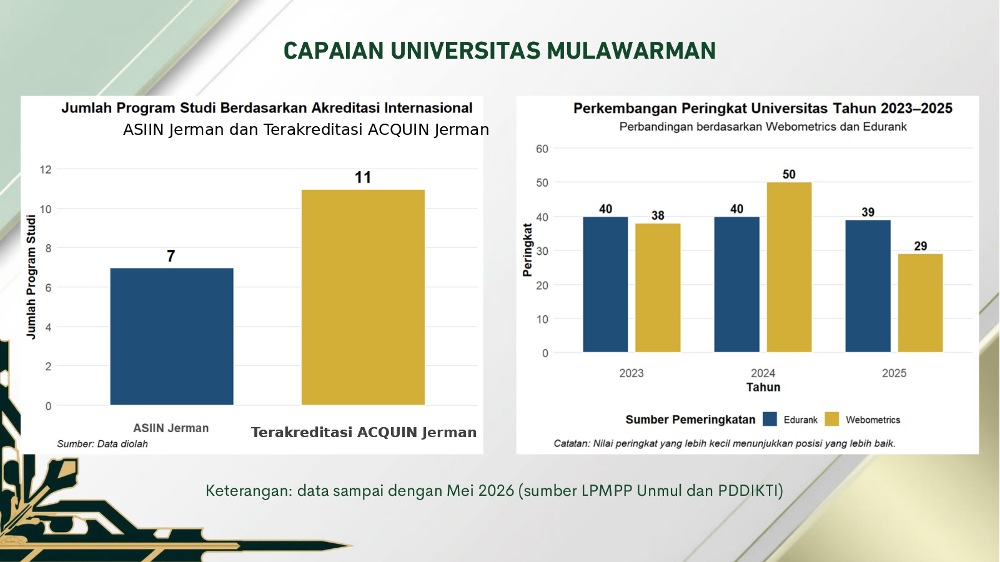 CAPAIAN UNIVERSITAS MULAWARMAN
Jumlah Program Studi Berdasarkan Akreditasi Internasional
ASIIN Jerman dan Terakreditasi ACQUIN Jerman
Jumlah Program Studi
12
10
8
6
4
2
0
7
11
ASIIN Jerman
Terakreditasi ACQUIN Jerman
Sumber: Data diolah
Perkembangan Peringkat Universitas Tahun 2023–2025
Perbandingan berdasarkan Webometrics dan Edurank
Peringkat
60
50
40
30
20
10
0
40
38
40
50
39
29
2023
2024
2025
Tahun
Sumber Pemeringkatan Edurank Webometrics
Catatan: Nilai peringkat yang lebih kecil menunjukkan posisi yang lebih baik.
Keterangan: data sampai dengan Mei 2026 (sumber LPMPP Unmul dan PDDIKTI)